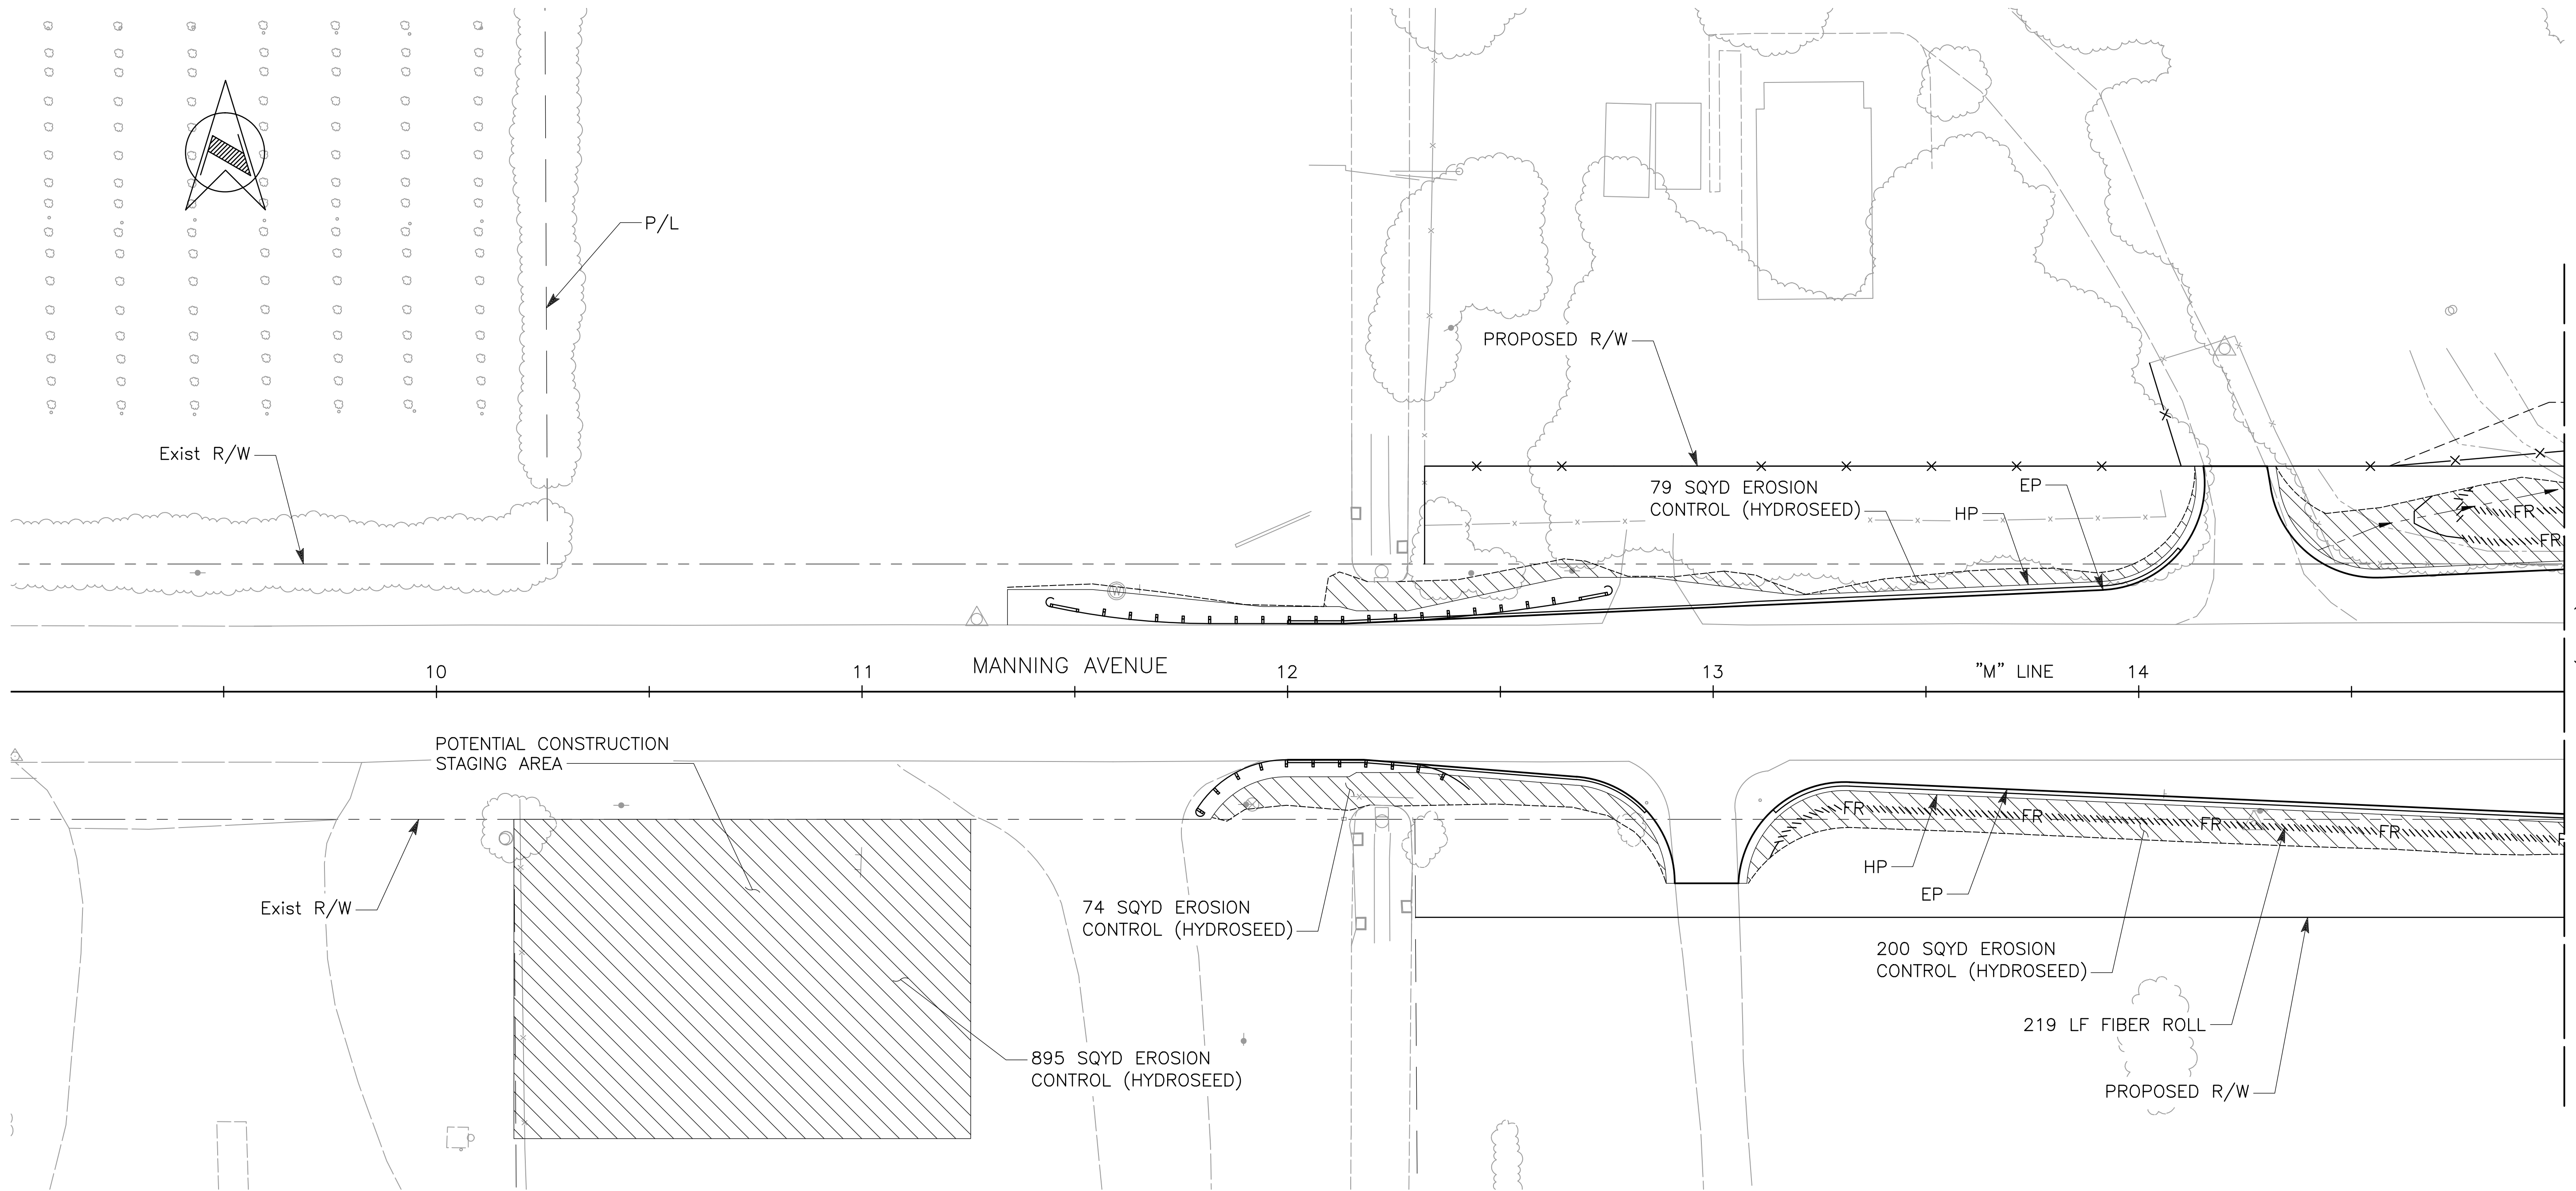 P/L
PROPOSED R/W
Exist R/W
79 SQYD EROSION
CONTROL (HYDROSEED)
EP
HP
FR
FR
W
10
11
MANNING AVENUE
12
13
"M" LINE
14
POTENTIAL CONSTRUCTION
STAGING AREA
Exist R/W
FR
FR
FR
FR
HP
EP
74 SQYD EROSION
CONTROL (HYDROSEED)
200 SQYD EROSION
CONTROL (HYDROSEED)
219 LF FIBER ROLL
895 SQYD EROSION
CONTROL (HYDROSEED)
PROPOSED R/W